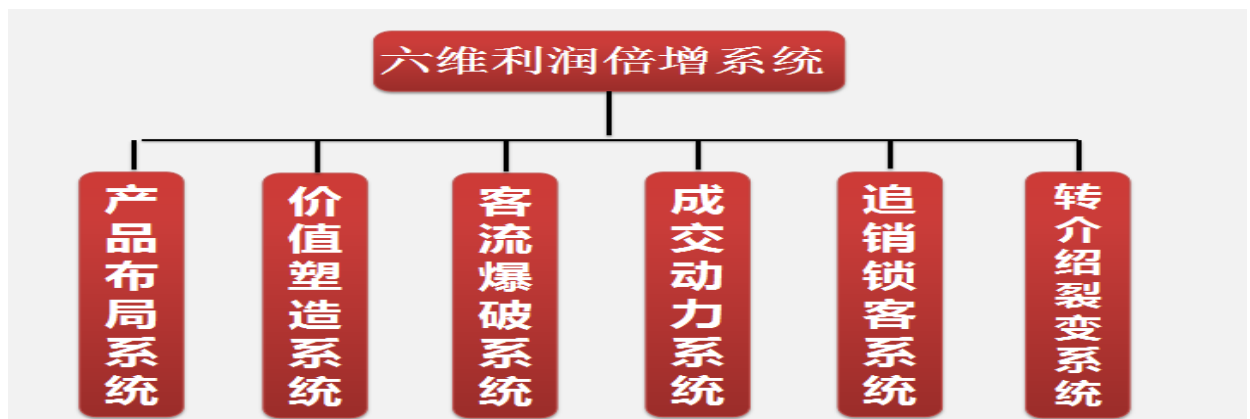 六维利润倍增系统
产品布局系统
价值塑造系统
客流爆破系统
成交动力系统
追销锁客系统
转介绍裂变系统